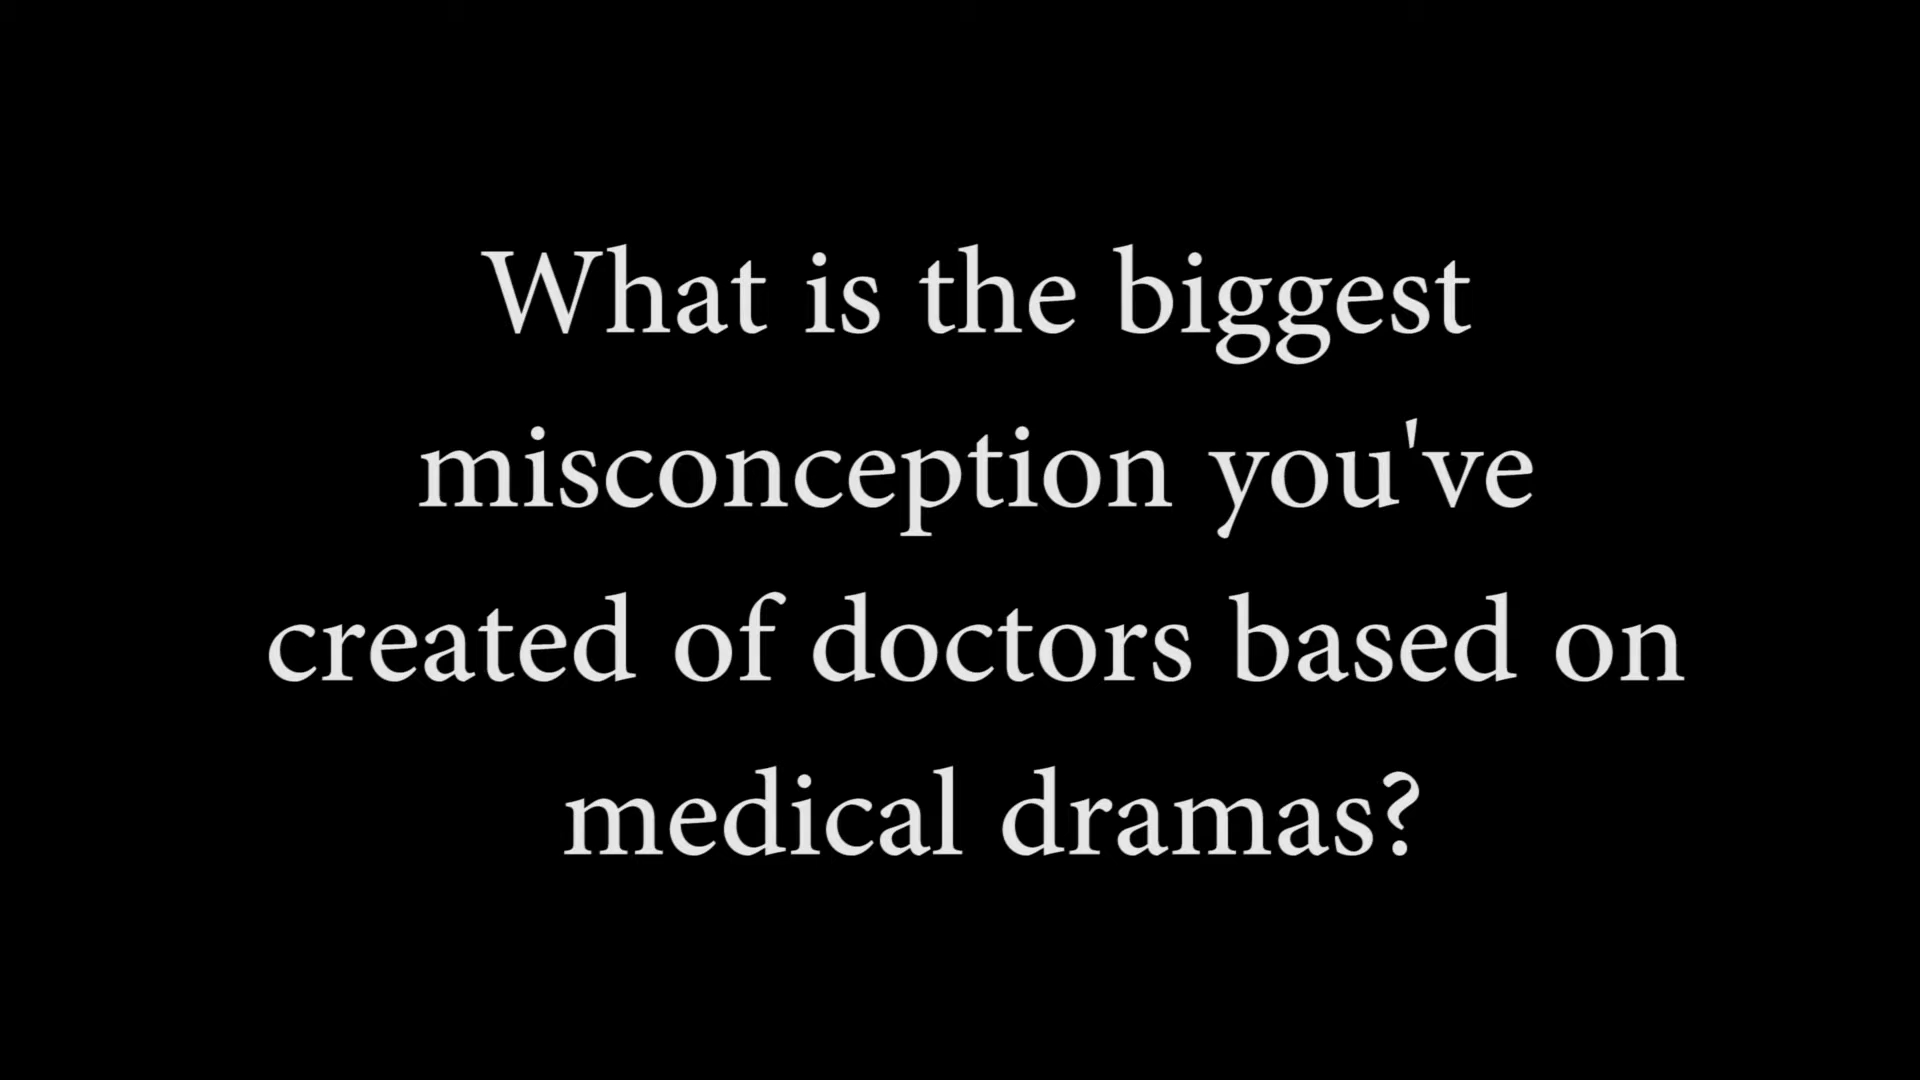 What is the biggest
misconception you've
created of doctors based on
medical dramas?